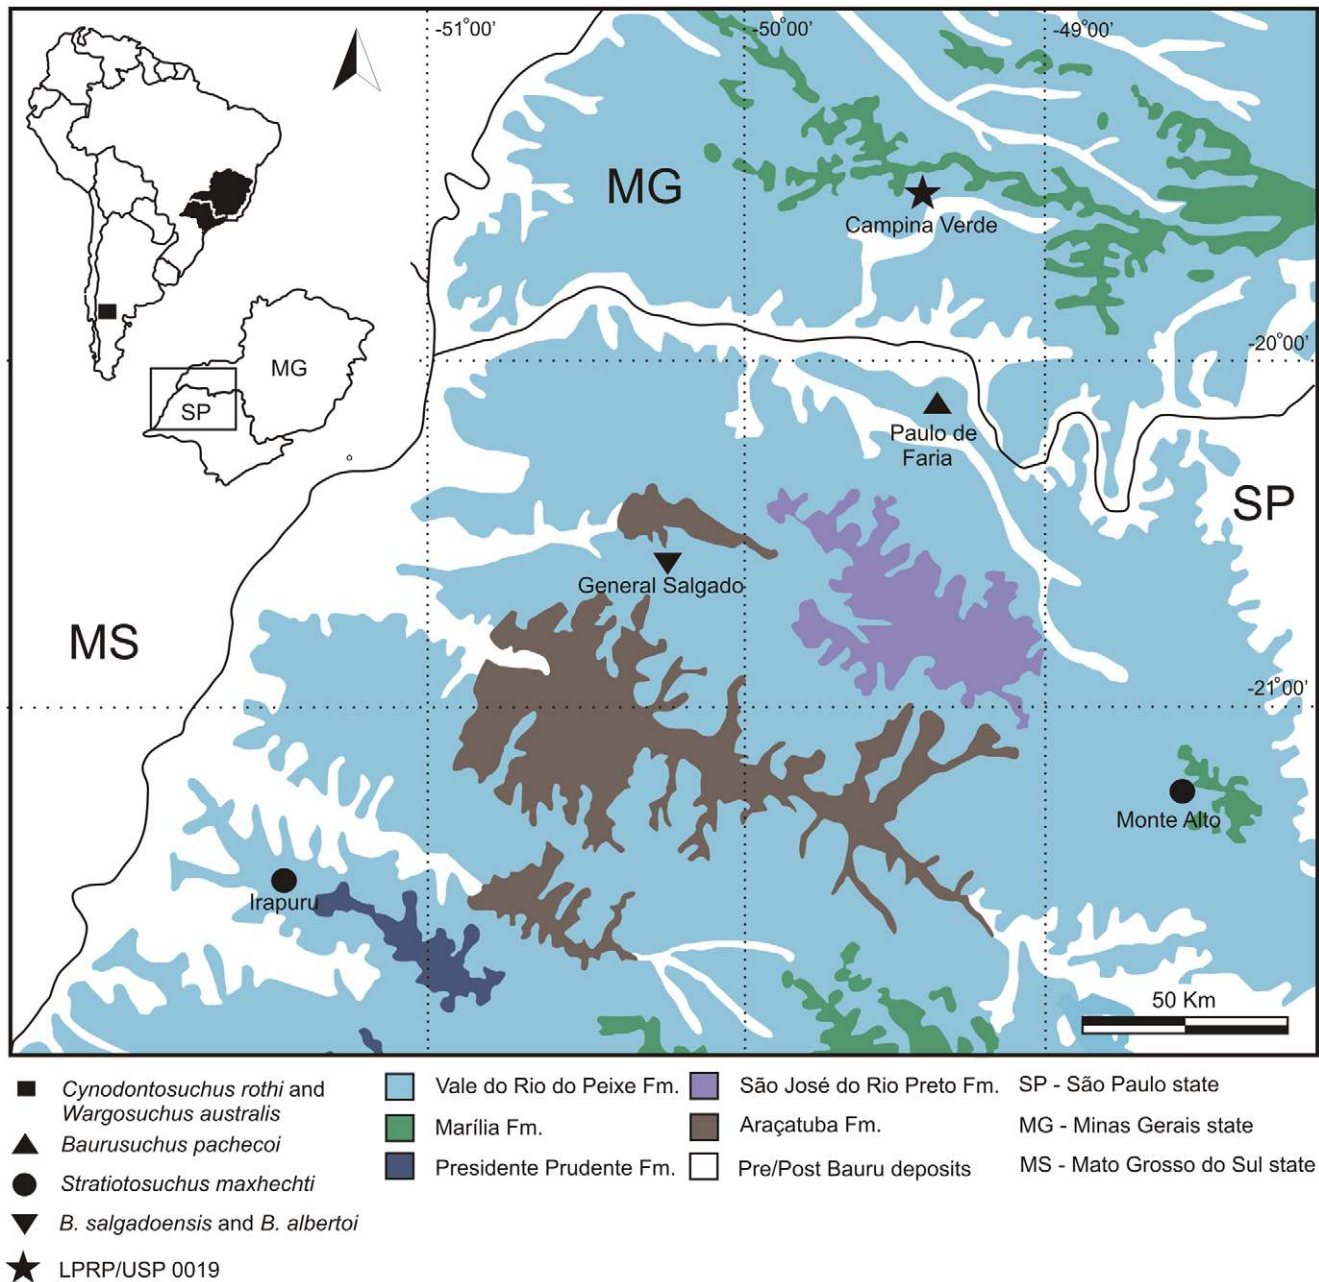 -51°00'
-50°00'
-49°00'
MG
Campina Verde
-20°00'
MG
SP
Paulo de
Faria
SP
General Salgado
MS
-21°00'
Monte Alto
Irapuru
50 Km
Cynodontosuchus rothi and
Wargosuchus australis
Baurusuchus pachecoi
Stratiotosuchus maxhechti
B. salgadoensis and B. albertoi
LPRP/USP 0019
Vale do Rio do Peixe Fm.
Marília Fm.
Presidente Prudente Fm.
São José do Rio Preto Fm.
Araçatuba Fm.
Pre/Post Bauru deposits
SP - São Paulo state
MG - Minas Gerais state
MS - Mato Grosso do Sul state